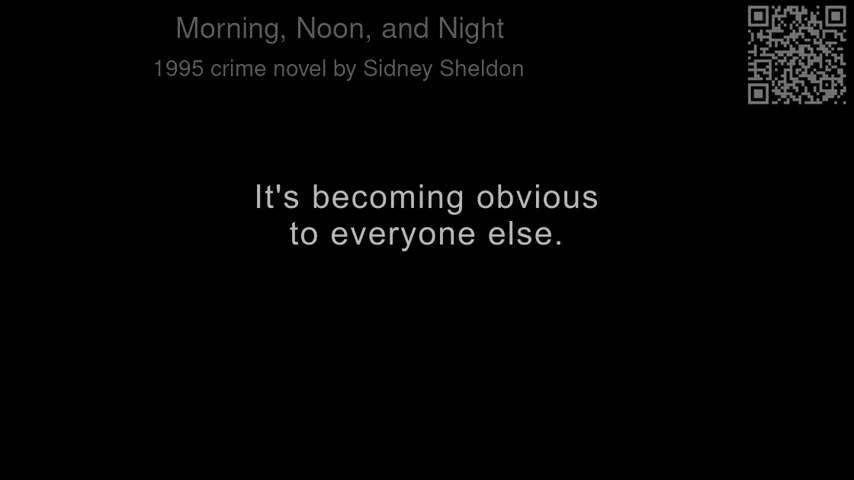 Morning, Noon, and Night
1995 crime novel by Sidney Sheldon
It's becoming obvious
to everyone else.